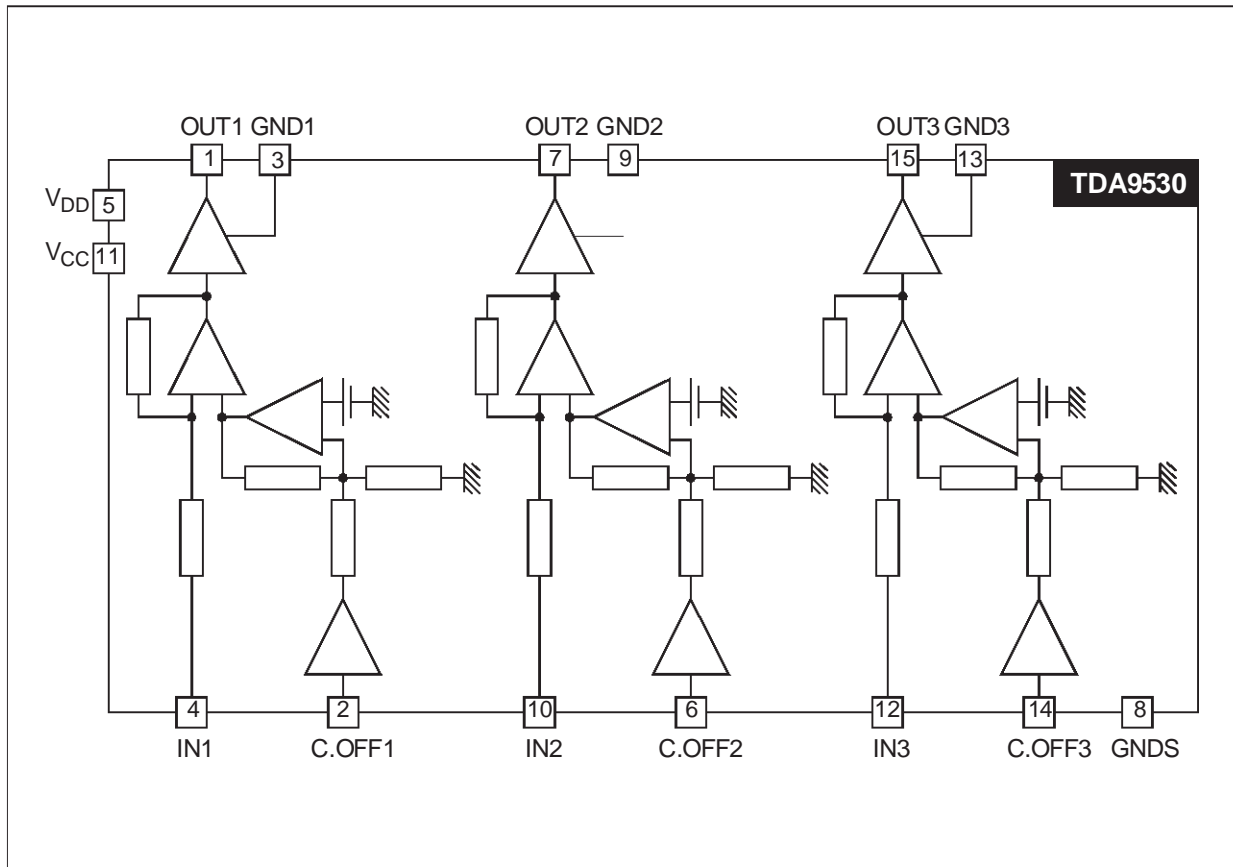 OUT1 GND1 OUT2 GND2 OUT3 GND3
1 3 7 9 15 13
TDA9530
VDD 5
VCC 11
4 2 10 6 12 14 8
IN1 C.OFF1 IN2 C.OFF2 IN3 C.OFF3 GNDS